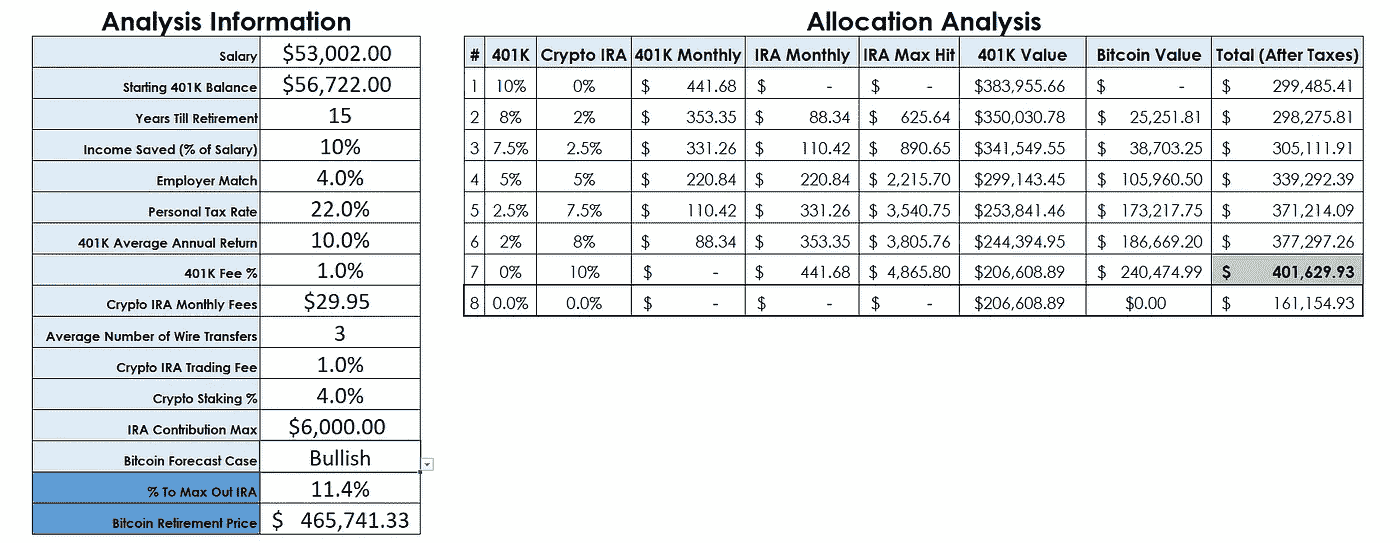 Analysis Information
Salary $53,002.00
Starting 401K Balance $56,722.00
Years Till Retirement 15
Income Saved (% of Salary) 10%
Employer Match 4.0%
Personal Tax Rate 22.0%
401K Average Annual Return 10.0%
401K Fee % 1.0%
Crypto IRA Monthly Fees $29.95
Average Number of Wire Transfers 3
Crypto IRA Trading Fee 1.0%
Crypto Staking % 4.0%
IRA Contribution Max $6,000.00
Bitcoin Forecast Case Bullish
% To Max Out IRA 11.4%
Bitcoin Retirement Price $ 465,741.33
Allocation Analysis
# 401K Crypto IRA 401K Monthly IRA Monthly IRA Max Hit 401K Value Bitcoin Value Total (After Taxes)
1 10% 0% $ 441.68 $ - $ - $383,955.66 $ - $ 299,485.41
2 8% 2% $ 353.35 $ 88.34 $ 625.64 $350,030.78 $ 25,251.81 $ 298,275.81
3 7.5% 2.5% $ 331.26 $ 110.42 $ 890.65 $341,549.55 $ 38,703.25 $ 305,111.91
4 5% 5% $ 220.84 $ 220.84 $ 2,215.70 $299,143.45 $ 105,960.50 $ 339,292.39
5 2.5% 7.5% $ 110.42 $ 331.26 $ 3,540.75 $253,841.46 $ 173,217.75 $ 371,214.09
6 2% 8% $ 88.34 $ 353.35 $ 3,805.76 $244,394.95 $ 186,669.20 $ 377,297.26
7 0% 10% $ - $ 441.68 $ 4,865.80 $206,608.89 $ 240,474.99 $ 401,629.93
8 0.0% 0.0% $ - $ - $ - $206,608.89 $0.00 $ 161,154.93